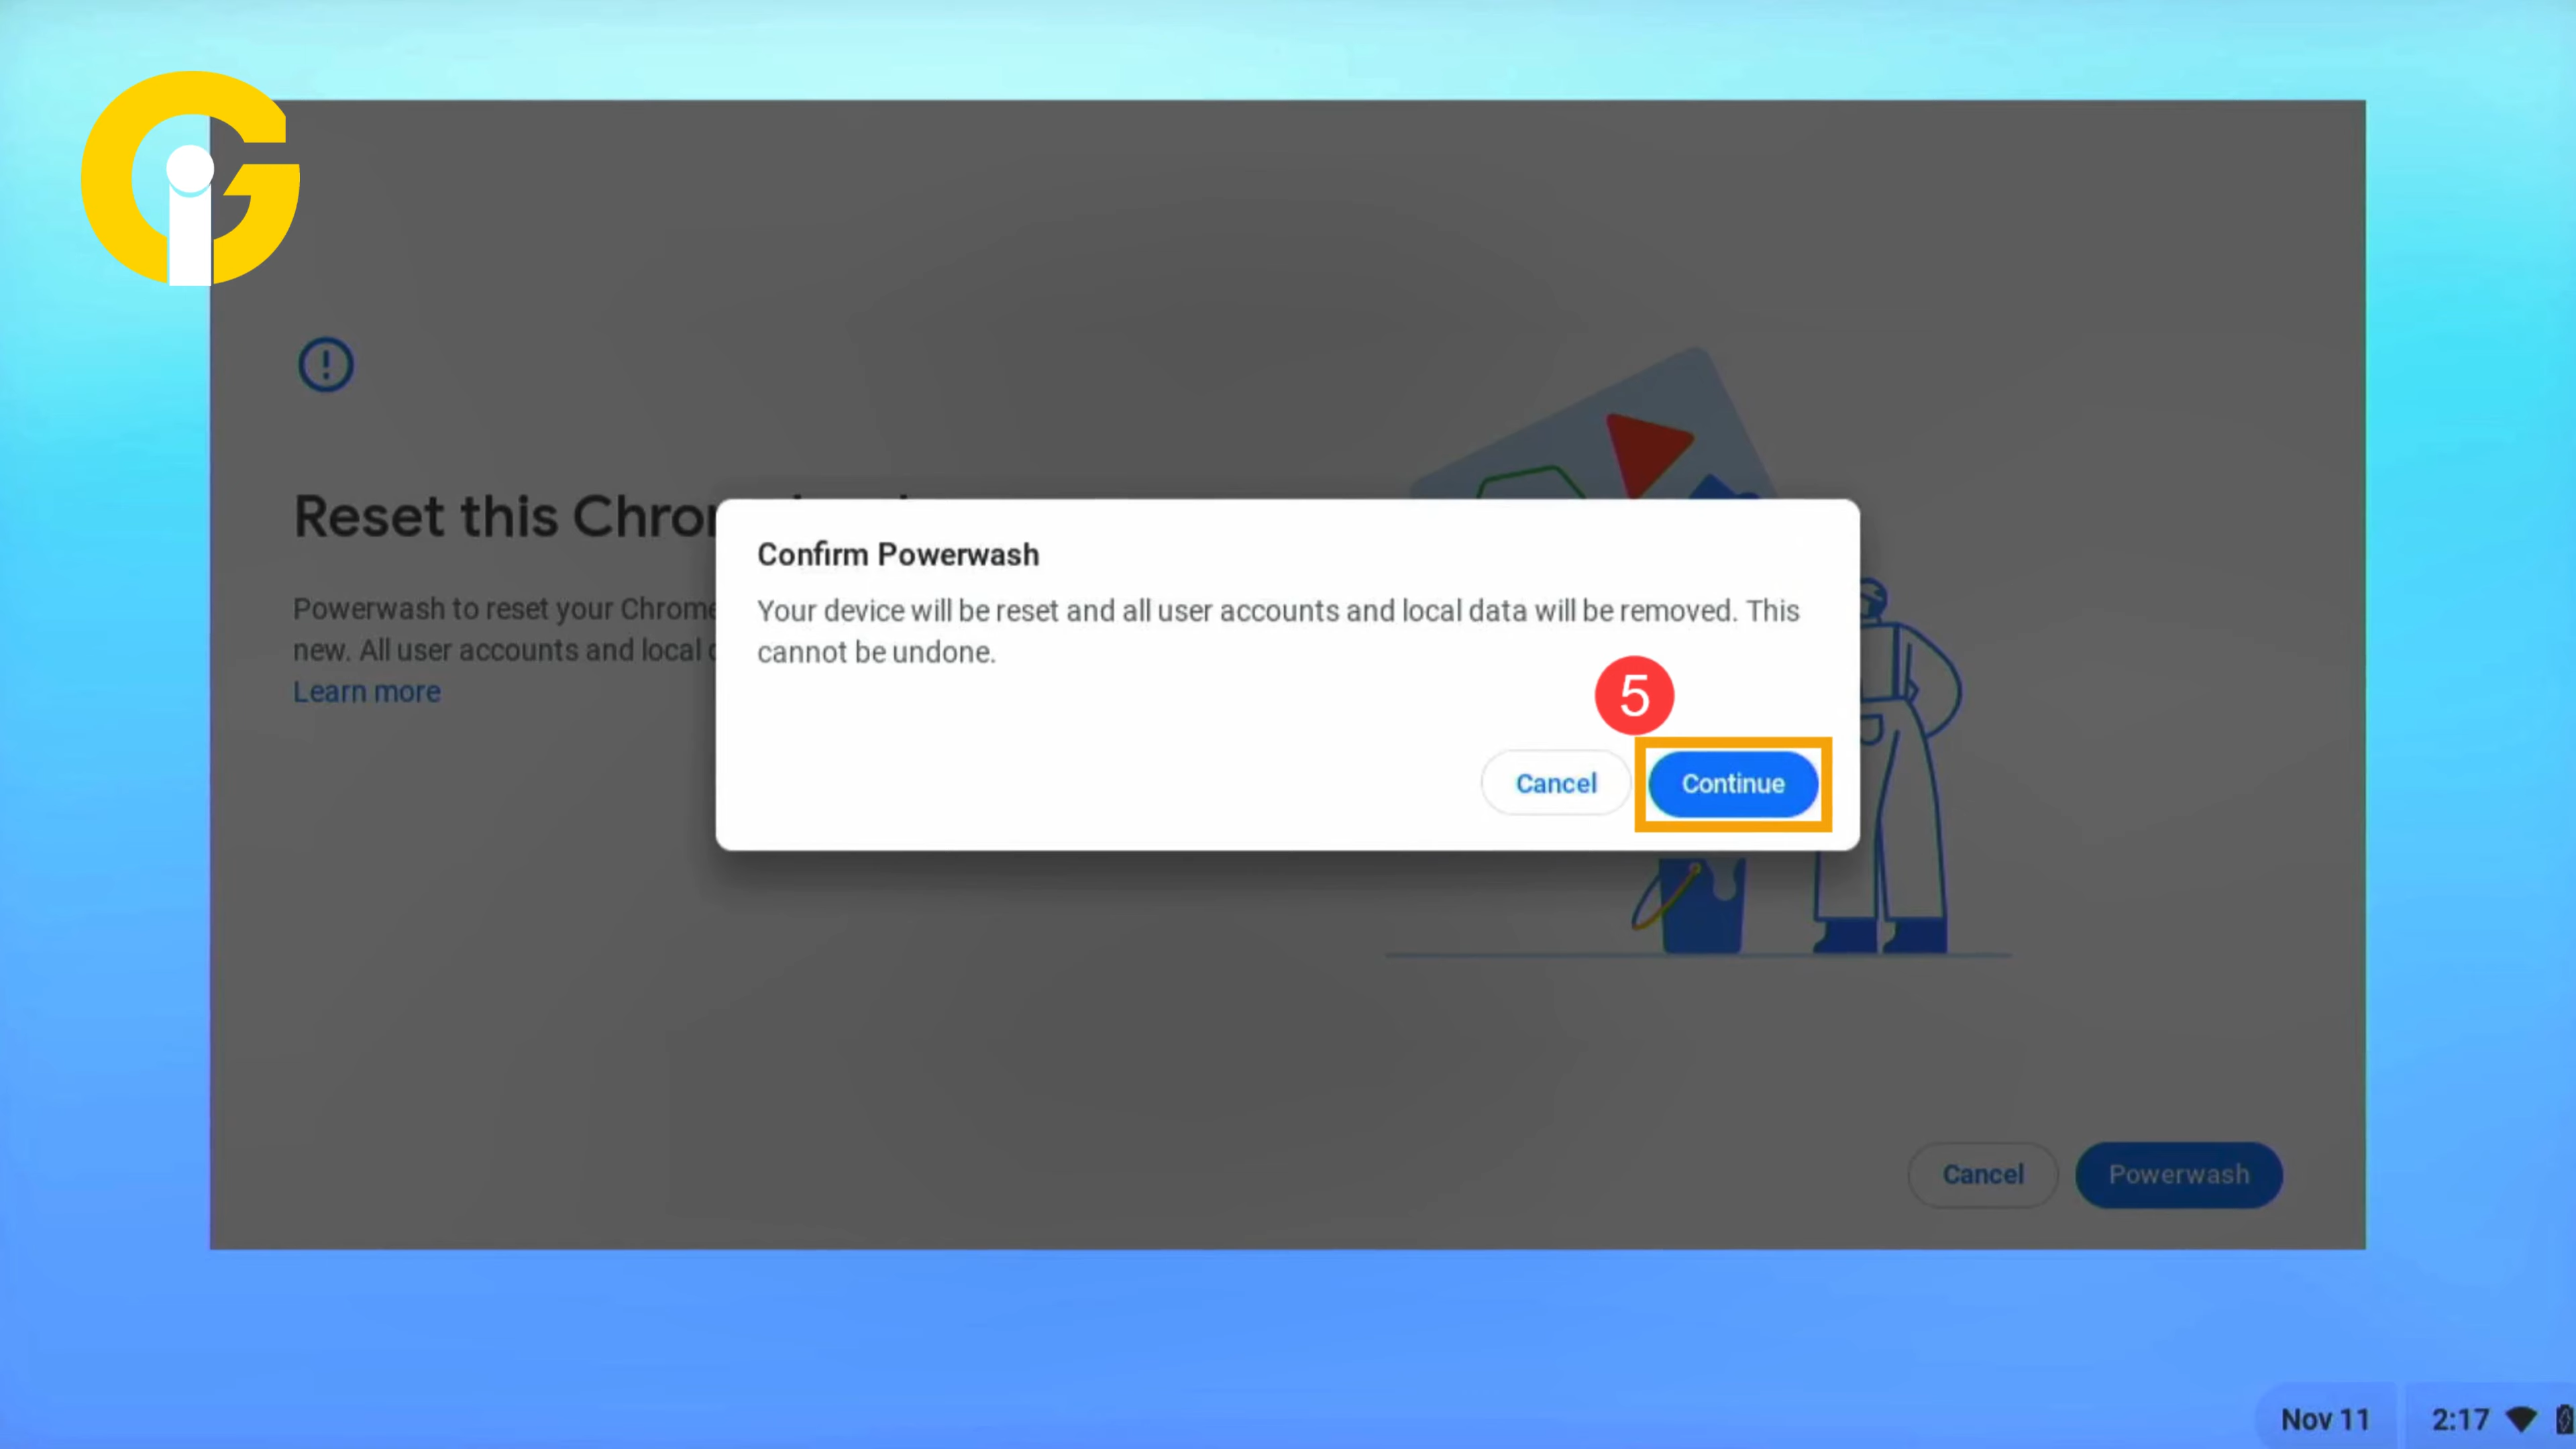 Reset this
Confirm Powerwash
Powerwash to reset your
Your device will be reset and all user accounts and local data will be removed. This
new. All user accounts and local
cannot be undone.
Learn more
5
Cancel
Continue
Cancel
Powerwash
Nov 11
2:17